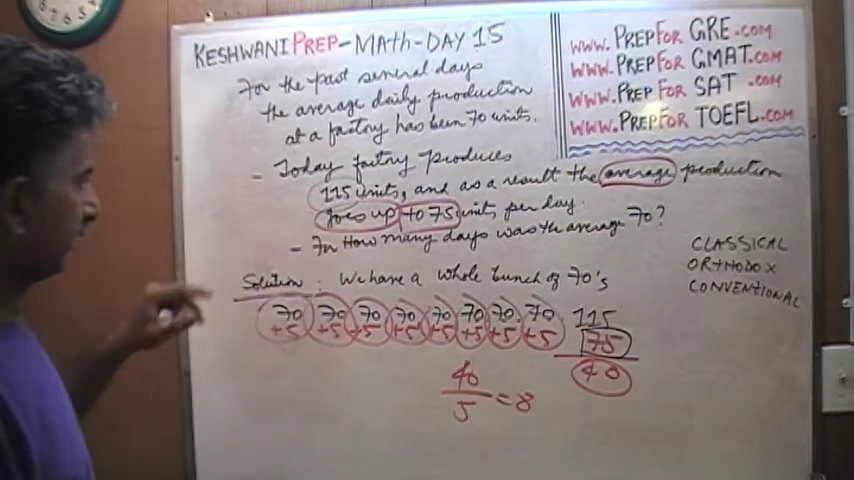 KESHWANI PREP - MATH - DAY 15
For the past several days
the average daily production
at a factory has been 70 units.
- Today factory produces
115 units, and as a result the average production
goes up to 75 units per day.
- For How many days was the average 70?
Solution: We have a whole bunch of 70's
70 70 70 70 70 70 70 70 115
+5 +5 +5 +5 +5 +5 +5 +5 75
40
40
5 = 8
www.PREPFOR GRE.COM
www.PREPFOR GMAT.COM
www.PREPFOR SAT.COM
www.PREPFOR TOEFL.COM
CLASSICAL
ORTHODOX
CONVENTIONAL